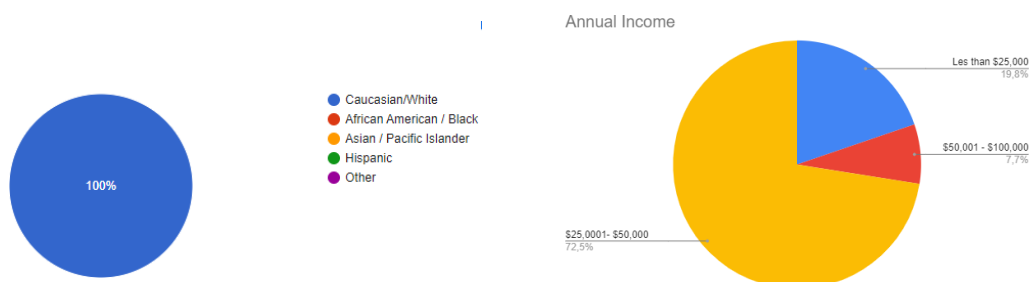 100%
Caucasian/White
African American / Black
Asian / Pacific Islander
Hispanic
Other
Annual Income
Les than $25,000
19,8%
$50,001 - $100,000
7,7%
$25,0001- $50,000
72,5%